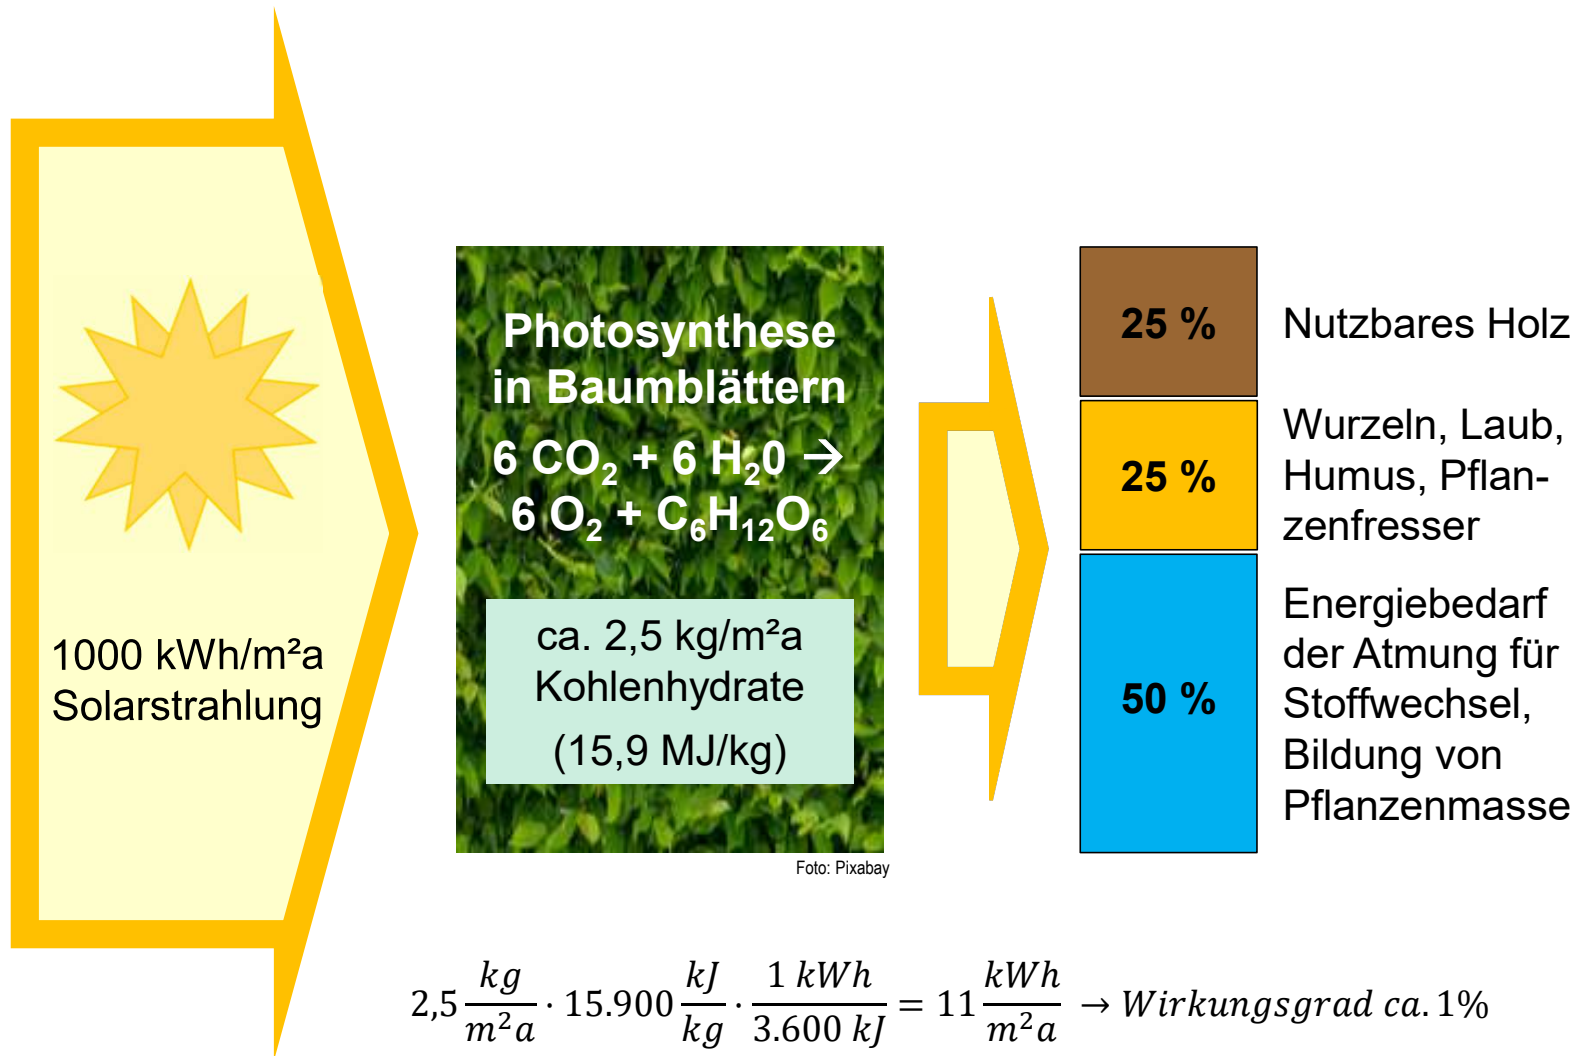 1000 kWh/m²a
Solarstrahlung
Photosynthese
in Baumblättern
6 CO₂ + 6 H₂0 →
6 O₂ + C₆H₁₂O₆
ca. 2,5 kg/m²a
Kohlenhydrate
(15,9 MJ/kg)
Foto: Pixabay
25 %
Nutzbares Holz
25 %
Wurzeln, Laub,
Humus, Pflan-
zenfresser
50 %
Energiebedarf
der Atmung für
Stoffwechsel,
Bildung von
Pflanzenmasse
2,5 kg/m²a · 15.900 kJ/kg · 1 kWh/3.600 kJ = 11 kWh/m²a → Wirkungsgrad ca. 1%